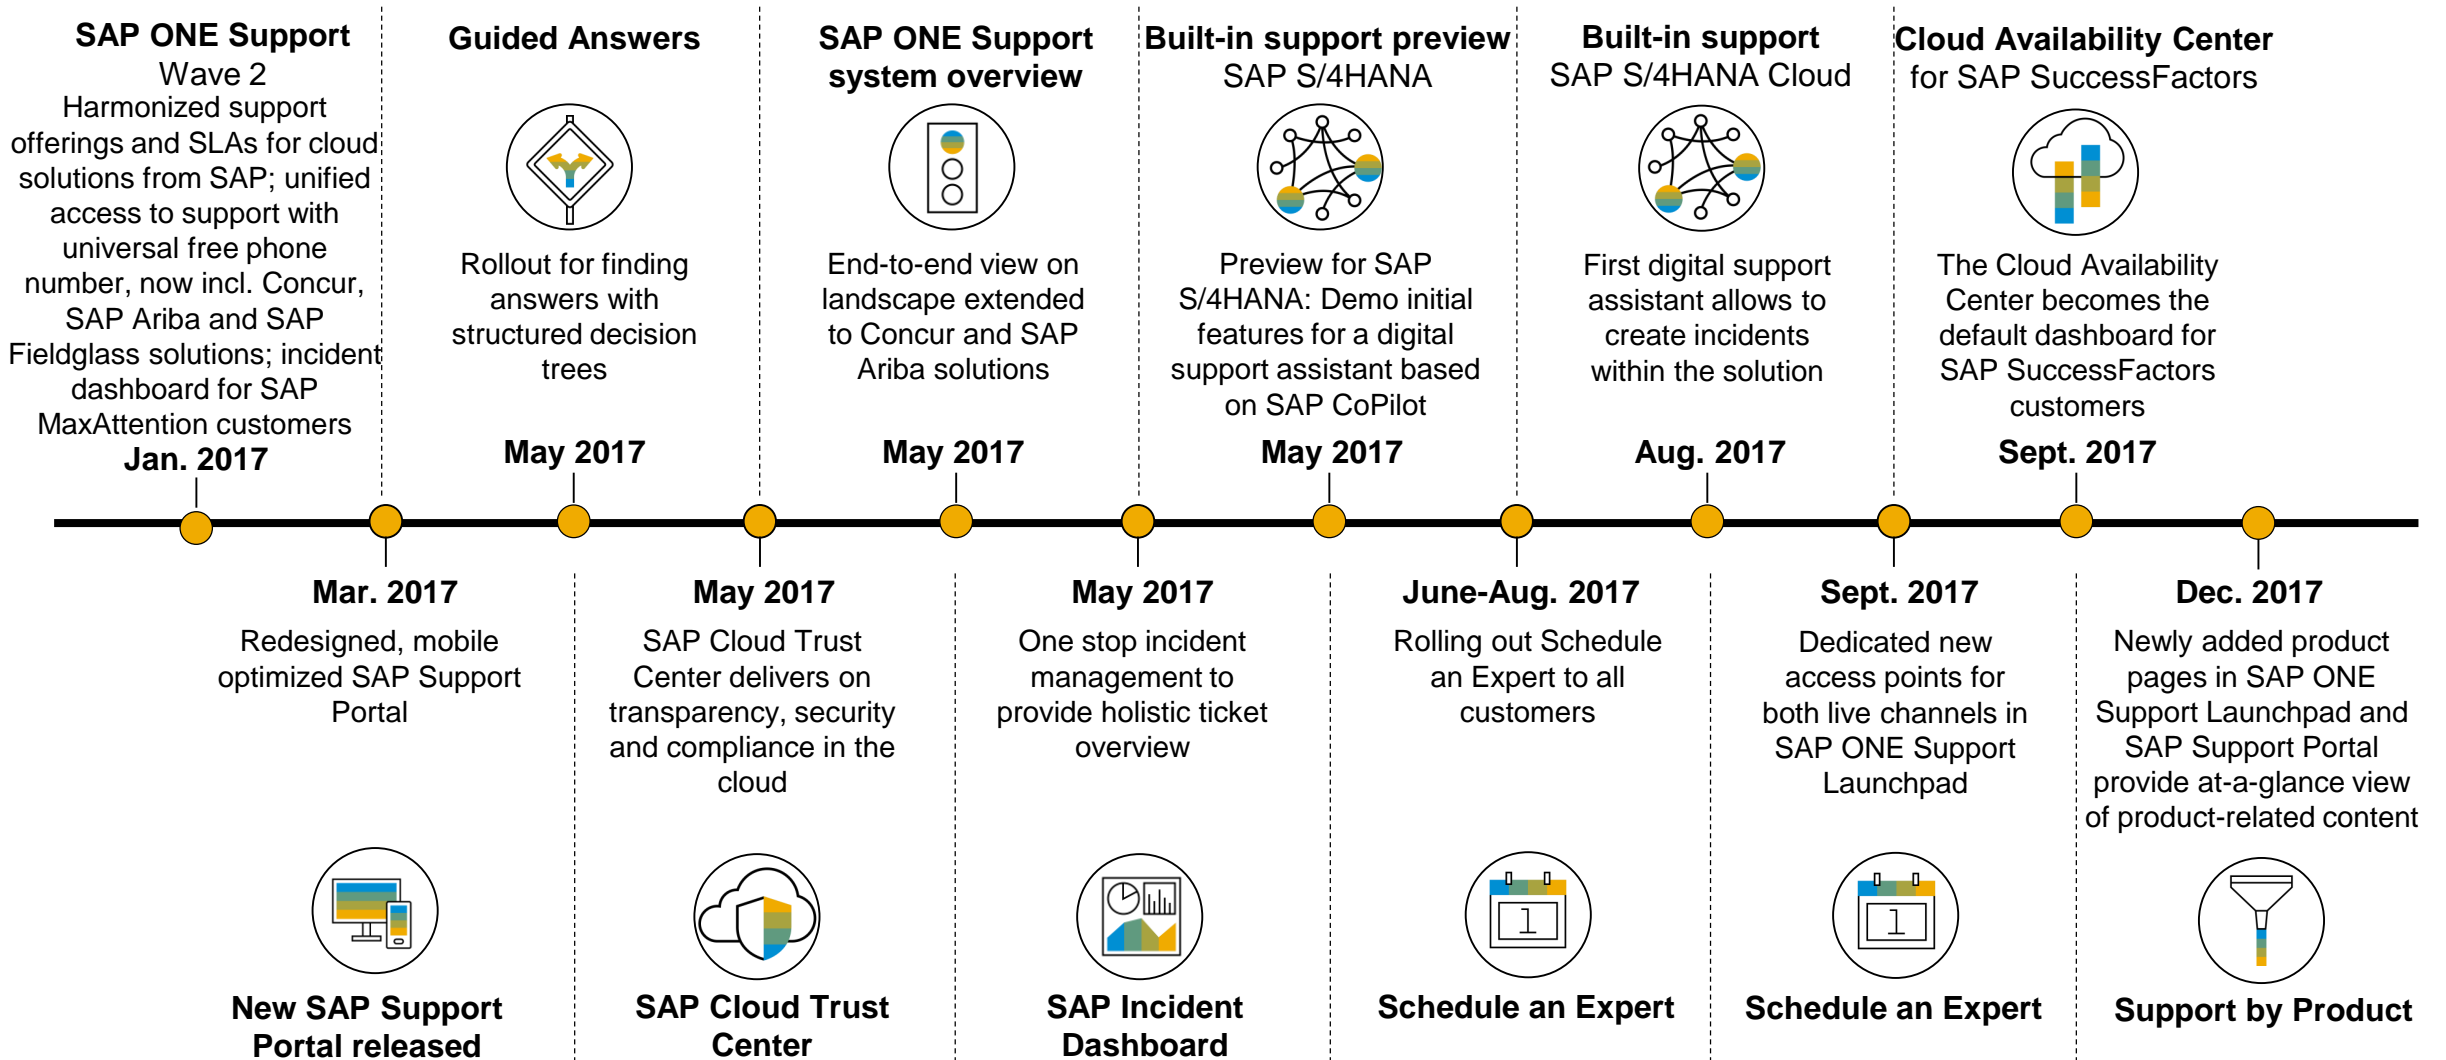 SAP ONE Support
Wave 2
Harmonized support
offerings and SLAs for cloud
solutions from SAP; unified
access to support with
universal free phone
number, now incl. Concur,
SAP Ariba and SAP
Fieldglass solutions; incident
dashboard for SAP
MaxAttention customers
Jan. 2017
Guided Answers
Rollout for finding
answers with
structured decision
trees
May 2017
SAP ONE Support
system overview
End-to-end view on
landscape extended
to Concur and SAP
Ariba solutions
May 2017
Built-in support preview
SAP S/4HANA
Preview for SAP
S/4HANA: Demo initial
features for a digital
support assistant based
on SAP CoPilot
May 2017
Built-in support
SAP S/4HANA Cloud
First digital support
assistant allows to
create incidents
within the solution
Aug. 2017
Cloud Availability Center
for SAP SuccessFactors
The Cloud Availability
Center becomes the
default dashboard for
SAP SuccessFactors
customers
Sept. 2017
Mar. 2017
Redesigned, mobile
optimized SAP Support
Portal
New SAP Support
Portal released
May 2017
SAP Cloud Trust
Center delivers on
transparency, security
and compliance in the
cloud
SAP Cloud Trust
Center
May 2017
One stop incident
management to
provide holistic ticket
overview
SAP Incident
Dashboard
June-Aug. 2017
Rolling out Schedule
an Expert to all
customers
1
Schedule an Expert
Sept. 2017
Dedicated new
access points for
both live channels in
SAP ONE Support
Launchpad
1
Schedule an Expert
Dec. 2017
Newly added product
pages in SAP ONE
Support Launchpad and
SAP Support Portal
provide at-a-glance view
of product-related content
Support by Product